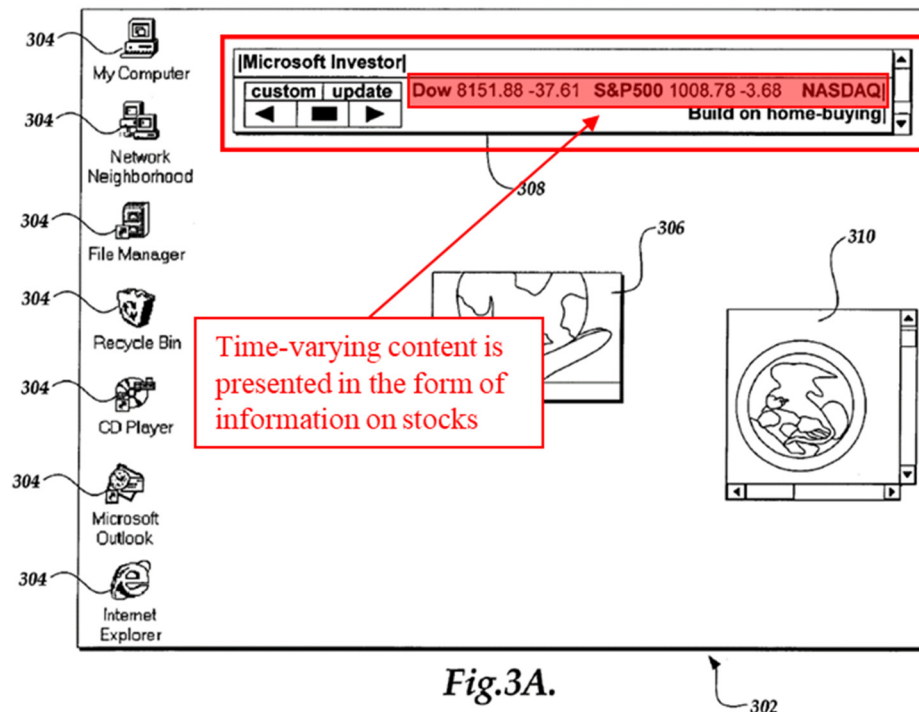 304
My Computer
304
Network
Neighborhood
304
File Manager
304
Recycle Bin
304
CD Player
304
Microsoft
Outlook
304
Internet
Explorer
|Microsoft Investor|
custom | update
Dow 8151.88 -37.61 S&P500 1008.78 -3.68 NASDAQ|
Build on home-buying|
308
306
310
Time-varying content is
presented in the form of
information on stocks
Fig.3A.
302